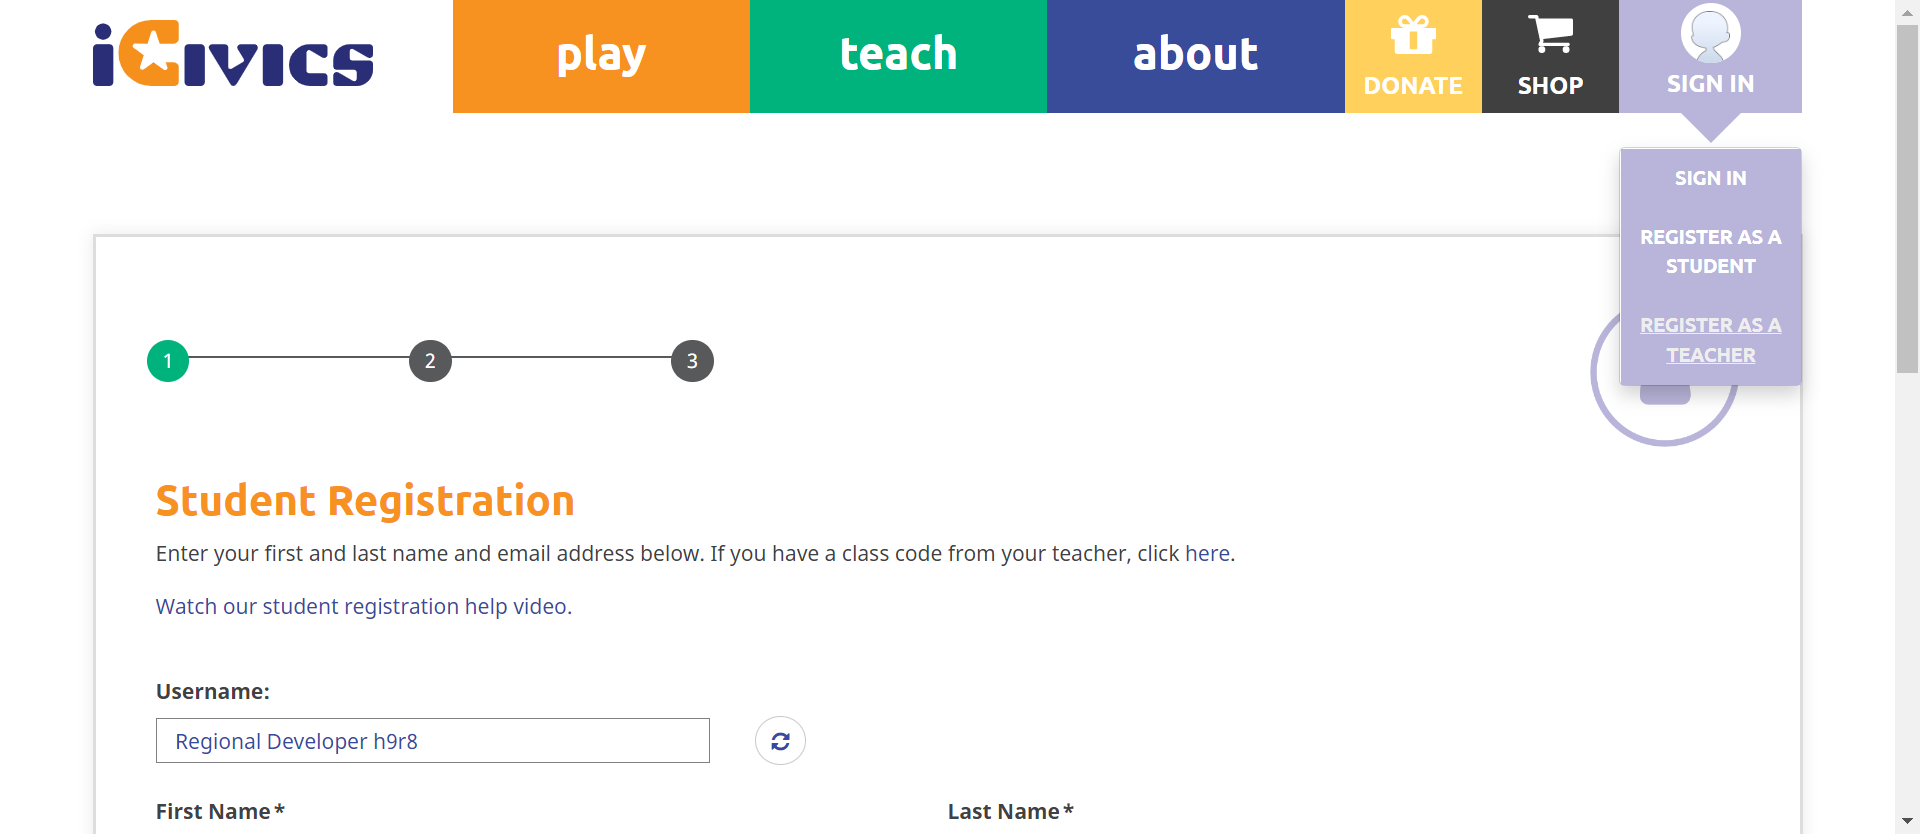 iCivics
play
teach
about
DONATE
SHOP
SIGN IN
SIGN IN
REGISTER AS A
STUDENT
REGISTER AS A
TEACHER
1
2
3
Student Registration
Enter your first and last name and email address below. If you have a class code from your teacher, click here.
Watch our student registration help video.
Username:
Regional Developer h9r8
First Name*
Last Name*